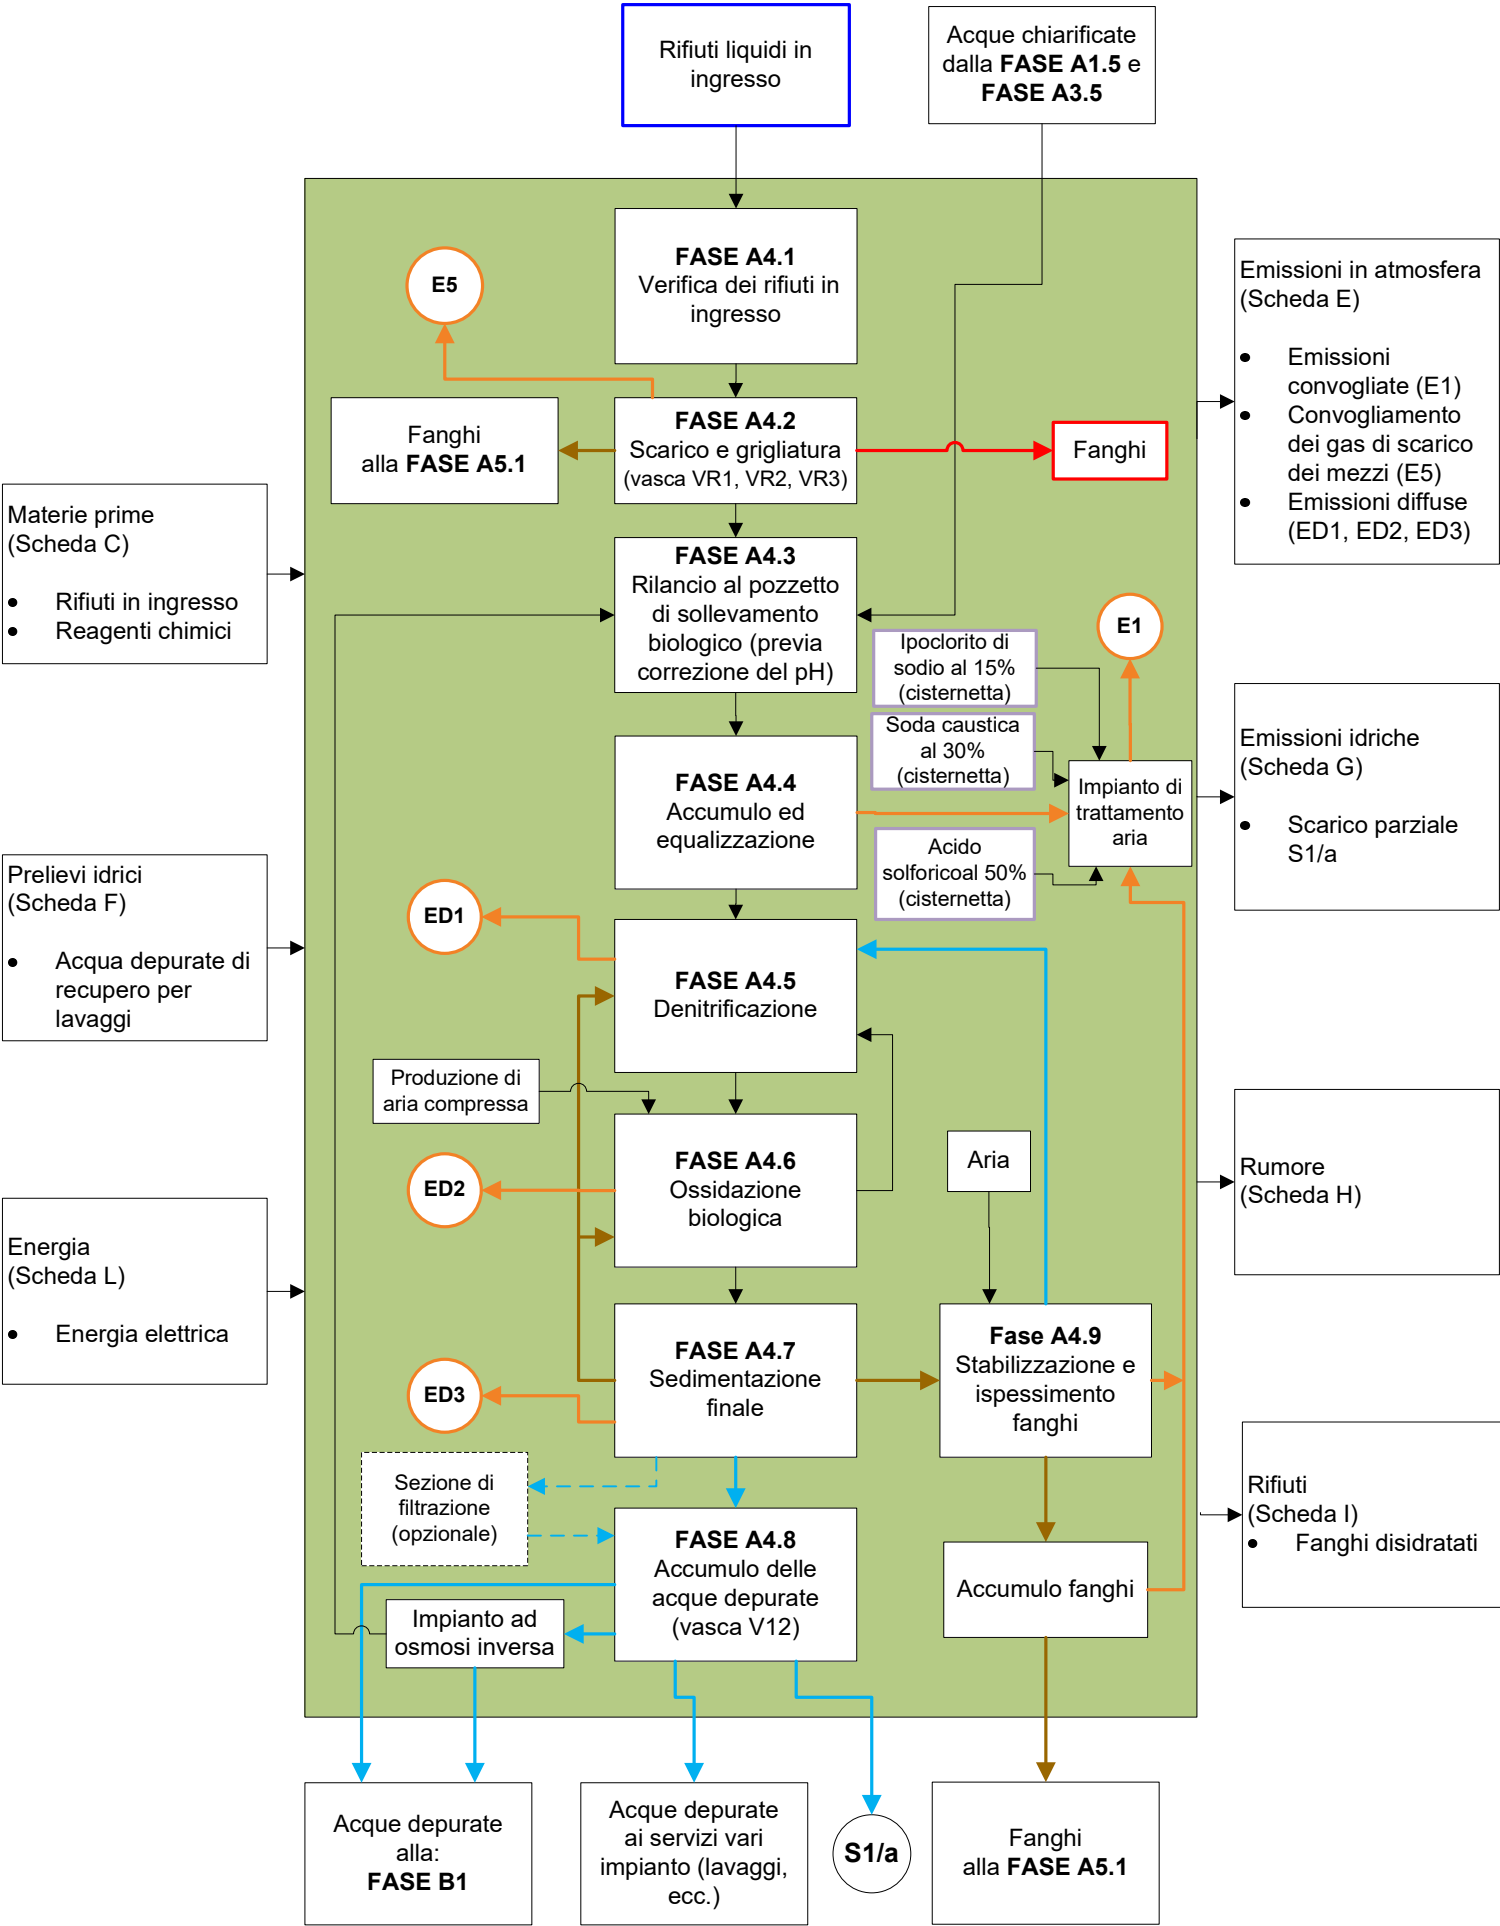 Rifiuti liquidi in
ingresso
Acque chiarificate
dalla FASE A1.5 e
FASE A3.5
FASE A4.1
Verifica dei rifiuti in
ingresso
E5
Emissioni in atmosfera
(Scheda E)
• Emissioni
convogliate (E1)
• Convogliamento
dei gas di scarico
dei mezzi (E5)
• Emissioni diffuse
(ED1, ED2, ED3)
Fanghi
alla FASE A5.1
FASE A4.2
Scarico e grigliatura
(vasca VR1, VR2, VR3)
Fanghi
Materie prime
(Scheda C)
• Rifiuti in ingresso
• Reagenti chimici
FASE A4.3
Rilancio al pozzetto
di sollevamento
biologico (previa
correzione del pH)
E1
Ipoclorito di
sodio al 15%
(cisternetta)
Soda caustica
al 30%
(cisternetta)
Impianto di
trattamento
aria
Acido
solforicoal 50%
(cisternetta)
Emissioni idriche
(Scheda G)
• Scarico parziale
S1/a
FASE A4.4
Accumulo ed
equalizzazione
Prelievi idrici
(Scheda F)
• Acqua depurate di
recupero per
lavaggi
ED1
FASE A4.5
Denitrificazione
Produzione di
aria compressa
FASE A4.6
Ossidazione
biologica
ED2
Aria
Rumore
(Scheda H)
Energia
(Scheda L)
• Energia elettrica
ED3
FASE A4.7
Sedimentazione
finale
Fase A4.9
Stabilizzazione e
ispessimento
fanghi
Sezione di
filtrazione
(opzionale)
Rifiuti
(Scheda I)
• Fanghi disidratati
FASE A4.8
Accumulo delle
acque depurate
(vasca V12)
Accumulo fanghi
Impianto ad
osmosi inversa
Acque depurate
alla:
FASE B1
Acque depurate
ai servizi vari
impianto (lavaggi,
ecc.)
S1/a
Fanghi
alla FASE A5.1